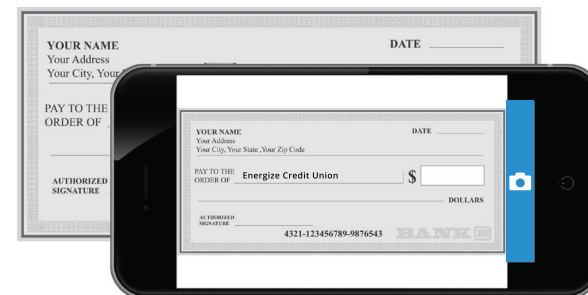 YOUR NAME DATE
Your Address
Your City, Your
PAY TO THE
ORDER OF
AUTHORIZED
SIGNATURE
YOUR NAME DATE
Your Address
Your City, Your State ,Your Zip Code
PAY TO THE
ORDER OF Energize Credit Union $
DOLLARS
AUTHORIZED
SIGNATURE
4321-123456789-9876543 BANK B